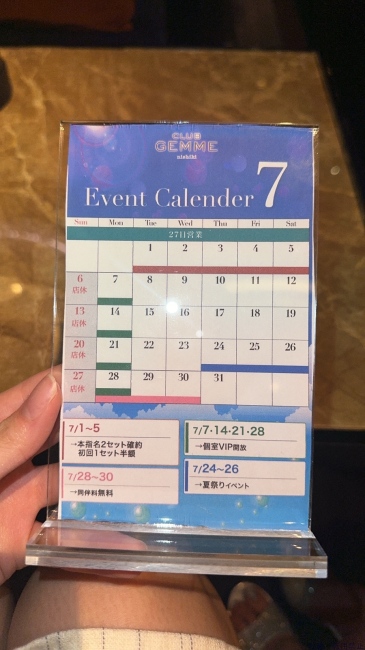 CLUB
GEMME
nishiki
Event Calender 7
Sun Mon Tue Wed Thu Fri Sat
27日営業
1 2 3 4 5
6 7 8 9 10 11 12
店休
13 14 15 16 17 18 19
店休
20 21 22 23 24 25 26
店休
27 28 29 30 31
店休
7/1~5
→本指名2セット確約
初回1セット半額
7/7·14·21·28
→個室VIP開放
7/28~30
→同伴料無料
7/24~26
→夏祭りイベント